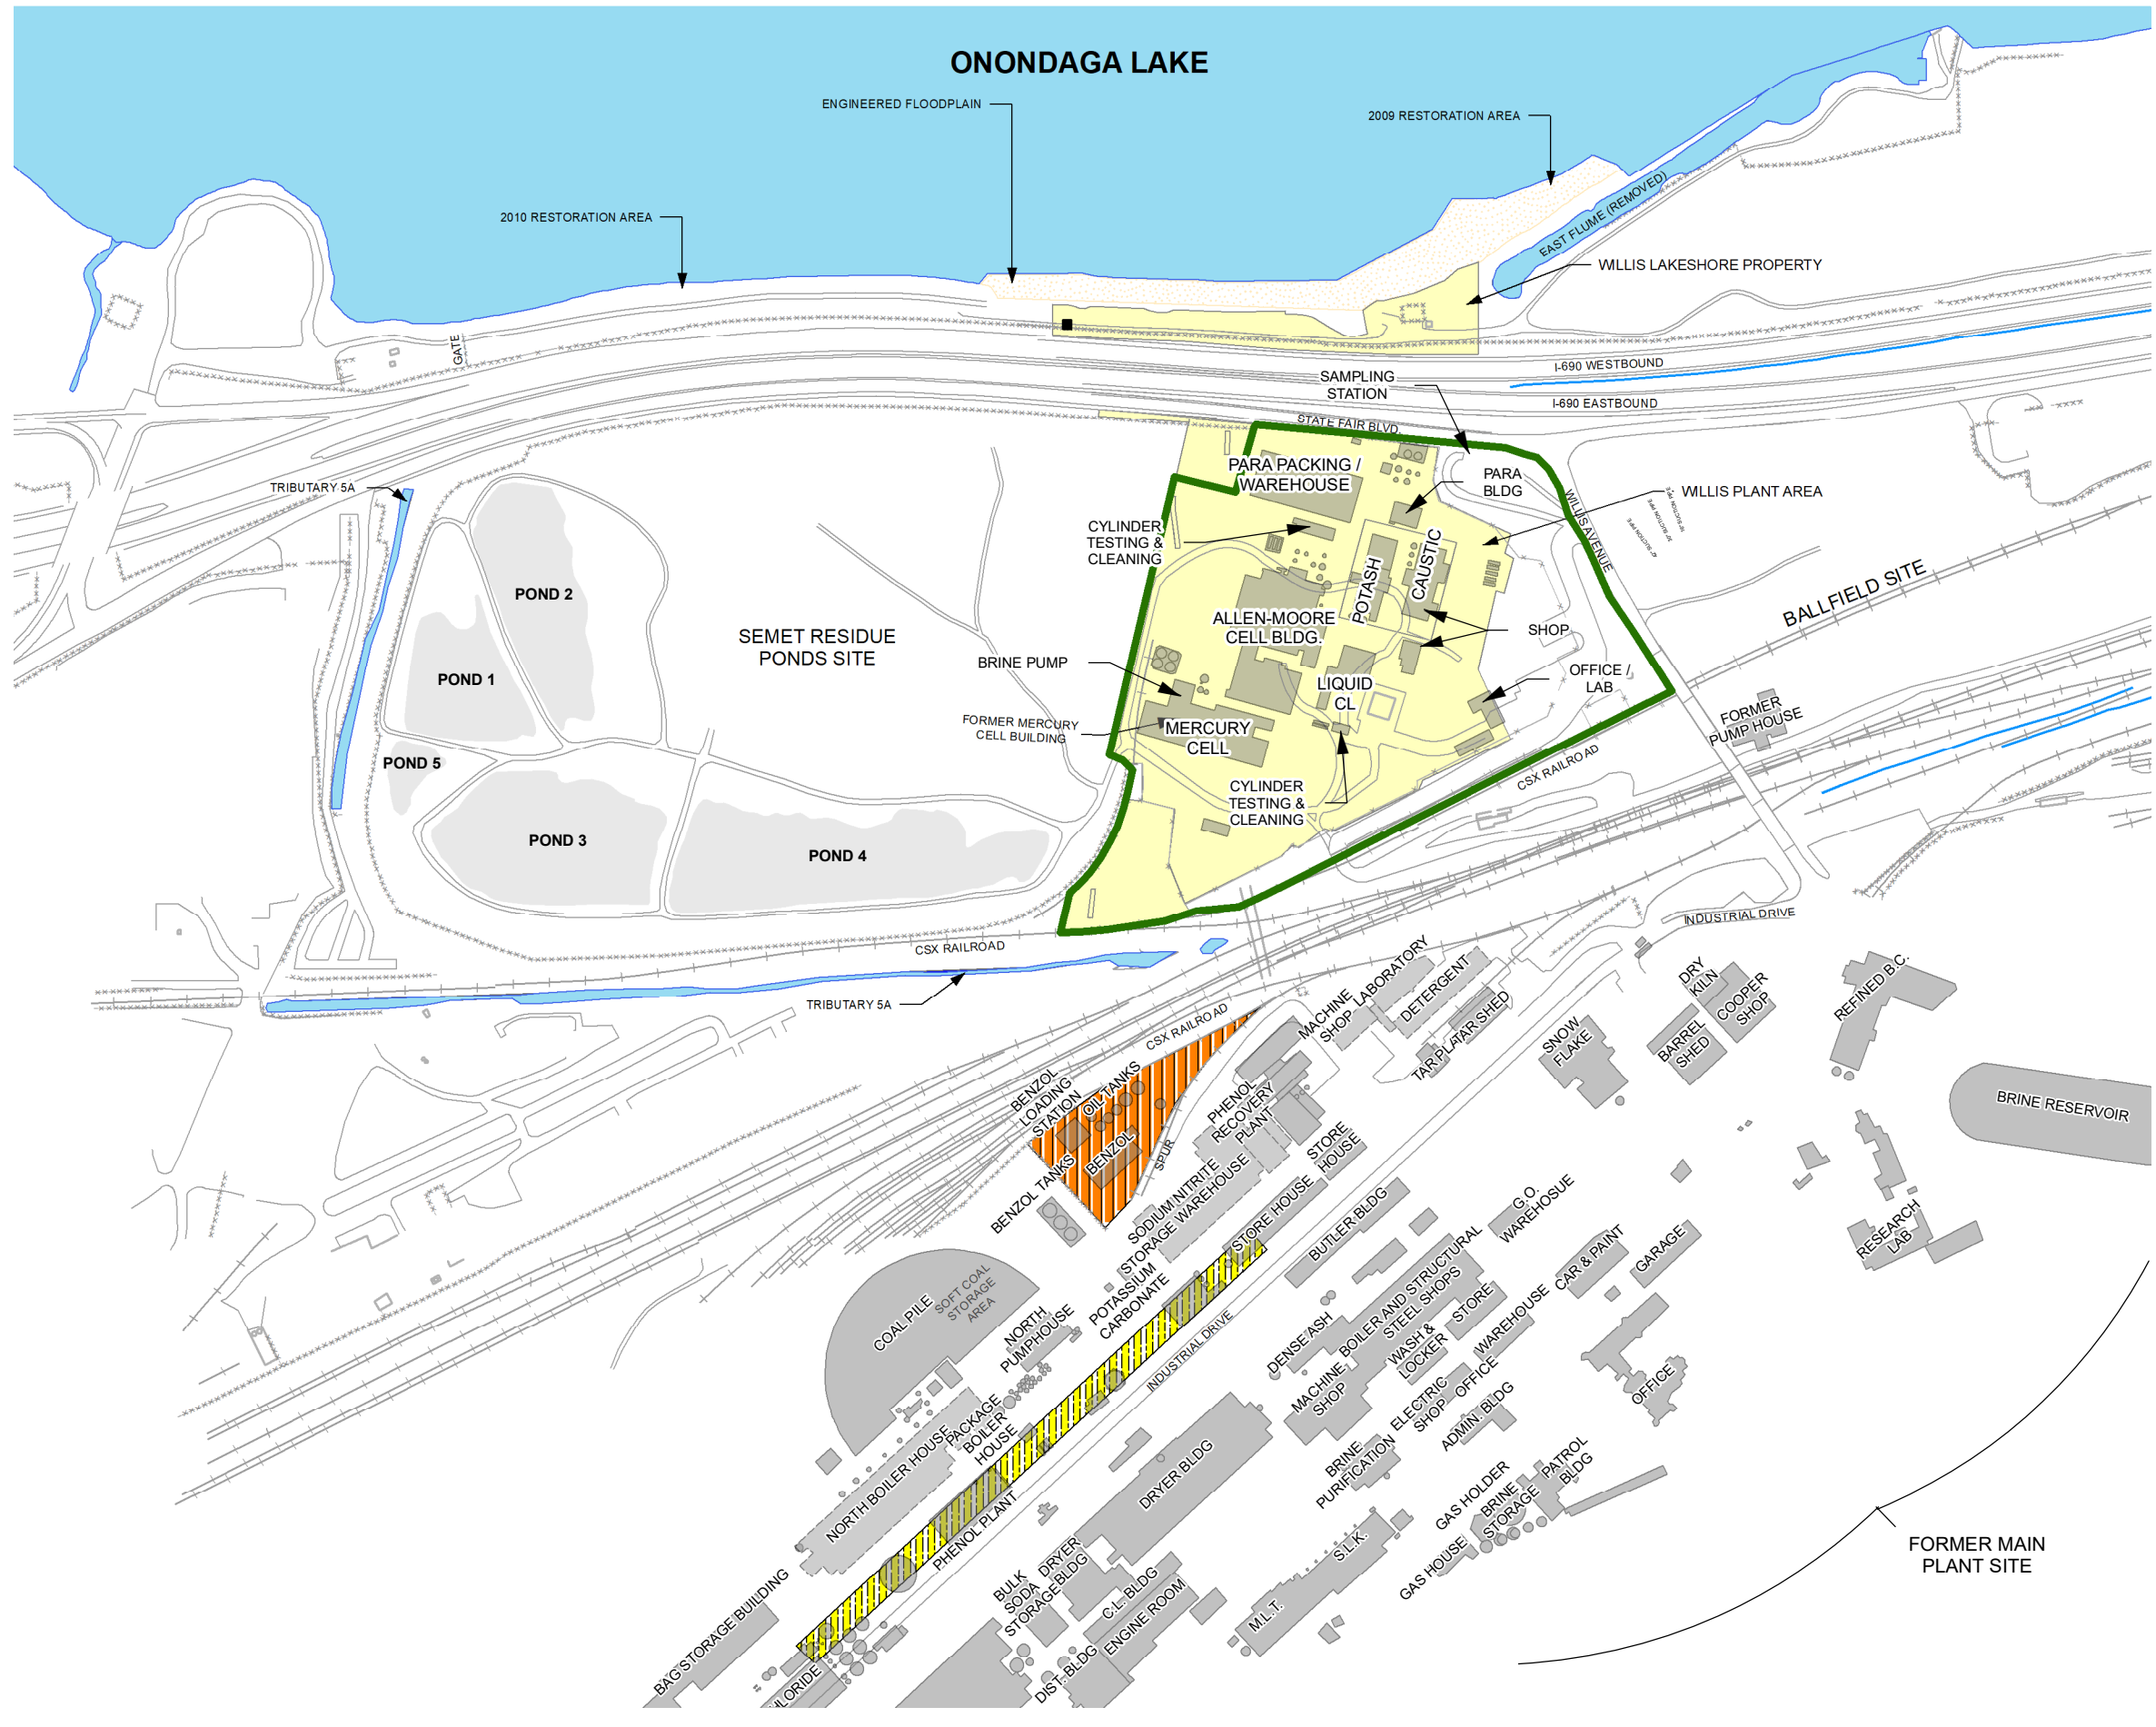 ONONDAGA LAKE
ENGINEERED FLOODPLAIN
2009 RESTORATION AREA
2010 RESTORATION AREA
EAST FLUME (REMOVED)
WILLIS LAKESHORE PROPERTY
GATE
I-690 WESTBOUND
SAMPLING
STATION
I-690 EASTBOUND
STATE FAIR BLVD.
PARA PACKING /
WAREHOUSE
PARA
BLDG
TRIBUTARY 5A
WILLIS PLANT AREA
WILLIS AVENUE
CYLINDER
TESTING &
CLEANING
POTASH
CAUSTIC
POND 2
BALLFIELD SITE
ALLEN-MOORE
CELL BLDG.
SHOP
SEMET RESIDUE
PONDS SITE
BRINE PUMP
OFFICE /
LAB
POND 1
LIQUID
CL
FORMER MERCURY
CELL BUILDING
MERCURY
CELL
FORMER
PUMP HOUSE
POND 5
CSX RAILROAD
CYLINDER
TESTING &
CLEANING
POND 3
POND 4
INDUSTRIAL DRIVE
CSX RAILROAD
TRIBUTARY 5A
LABORATORY
DETERGENT
MACHINE
SHOP
TAR SHED
TAR PLA
DRY
KILN
COOPER
SHOP
REFINED B.C.
SNOW
FLAKE
BARREL
SHED
BRINE RESERVOIR
CSX RAILROAD
BENZOL
LOADING
STATION
OIL TANKS
BENZOL
BENZOL TANKS
SPUR
PHENOL
RECOVERY
PLANT
STORE
HOUSE
SODIUM NITRITE
STORAGE WAREHOUSE
STORE HOUSE
BUTLER BLDG
G.O.
WAREHOSUE
RESEARCH
LAB
COAL PILE
SOFT COAL
STORAGE
AREA
NORTH
PUMPHOUSE
POTASSIUM
CARBONATE
INDUSTRIAL DRIVE
DENSE ASH
BOILER AND STRUCTURAL
STEEL SHOPS
CAR & PAINT
GARAGE
STORE
WAREHOUSE
WASH &
LOCKER
MACHINE
SHOP
OFFICE
ELECTRIC
SHOP
ADMIN. BLDG
OFFICE
PACKAGE
BOILER
HOUSE
NORTH BOILER HOUSE
DRYER BLDG
BRINE
PURIFICATION
PATROL
BLDG
GAS HOLDER
BRINE
STORAGE
GAS HOUSE
PHENOL PLANT
S.L.K.
M.L.T.
FORMER MAIN
PLANT SITE
BAG STORAGE BUILDING
BULK
SODA
STORAGE
DRYER
BLDG
C.L. BLDG
ENGINE ROOM
DIST. BLDG
HLORIDE